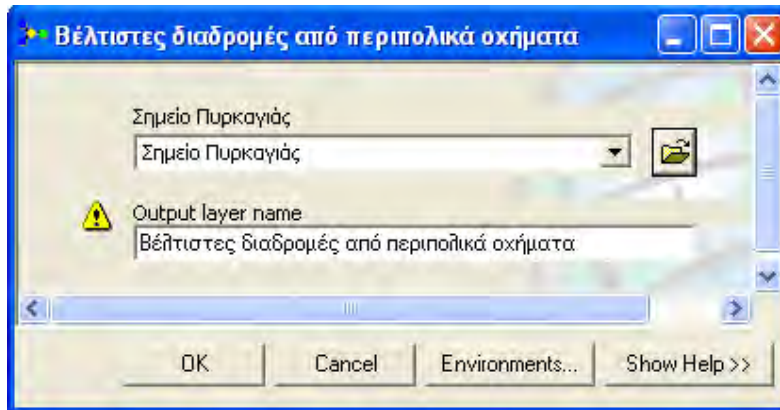 Βέλτιστες διαδρομές από περιπολικά οχήματα
Σημείο Πυρκαγιάς
Σημείο Πυρκαγιάς
Output layer name
Βέλτιστες διαδρομές από περιπολικά οχήματα
OK Cancel Environments... Show Help >>